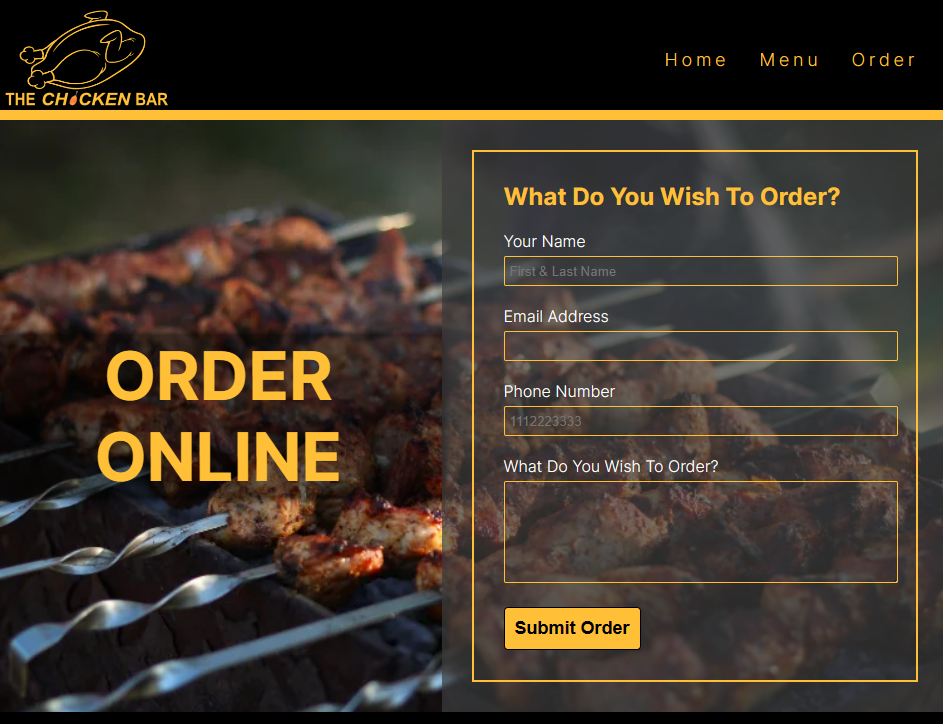 THE CHICKEN BAR
Home Menu Order
ORDER
ONLINE
What Do You Wish To Order?
Your Name
First & Last Name
Email Address
Phone Number
1112223333
What Do You Wish To Order?
Submit Order